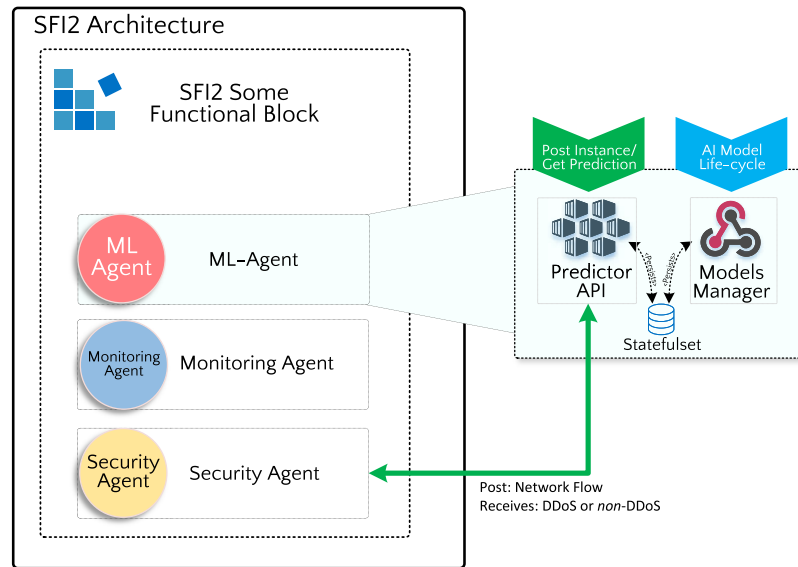 SFI2 Architecture
SFI2 Some
Functional Block
ML
Agent
ML-Agent
Monitoring
Agent
Monitoring Agent
Security
Agent
Security Agent
Post Instance/
Get Prediction
AI Model
Life-cycle
Predictor
API
Models
Manager
-Persists-
-Persists-
Statefulset
Post: Network Flow
Receives: DDoS or non-DDoS